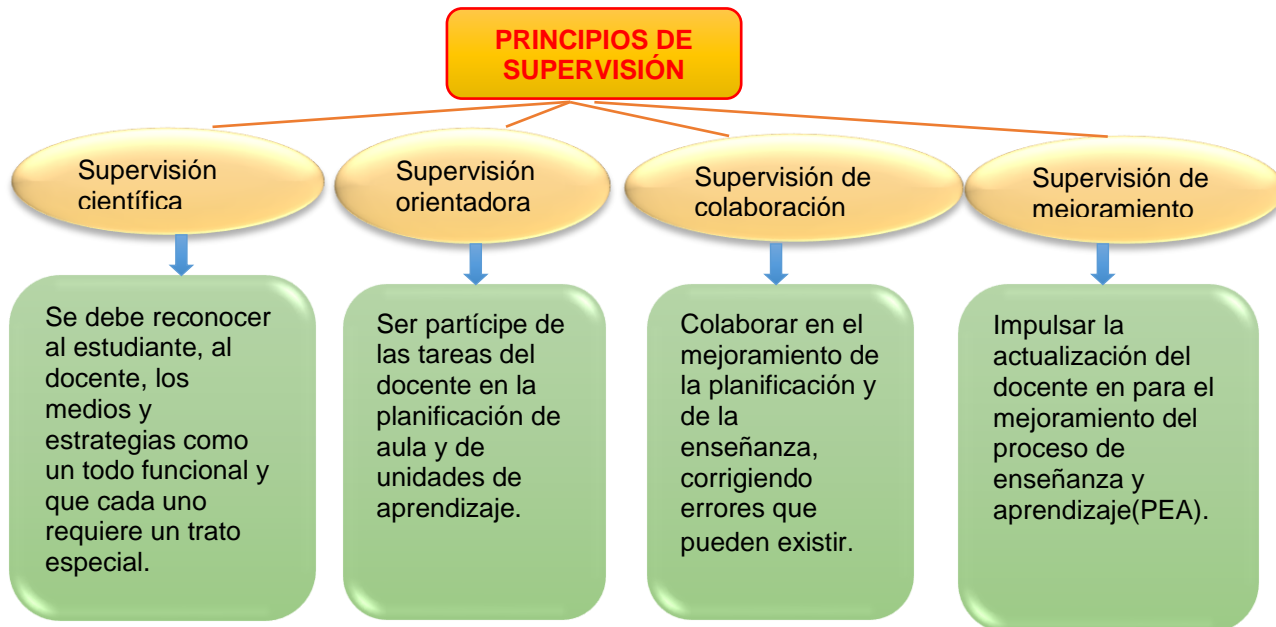 PRINCIPIOS DE
SUPERVISIÓN
Supervisión
científica
Supervisión
orientadora
Supervisión de
colaboración
Supervisión de
mejoramiento
Se debe reconocer
al estudiante, al
docente, los
medios y
estrategias como
un todo funcional y
que cada uno
requiere un trato
especial.
Ser partícipe de
las tareas del
docente en la
planificación de
aula y de
unidades de
aprendizaje.
Colaborar en el
mejoramiento de
la planificación y
de la
enseñanza,
corrigiendo
errores que
pueden existir.
Impulsar la
actualización del
docente en para el
mejoramiento del
proceso de
enseñanza y
aprendizaje(PEA).